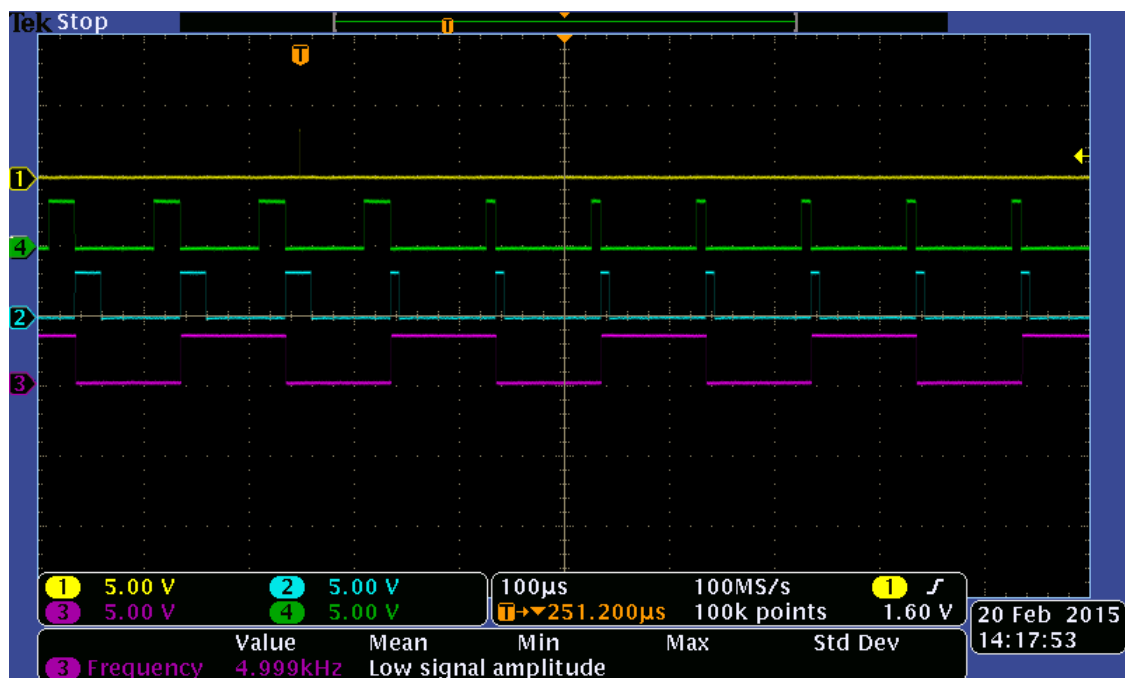 Tek Stop
T
T
1
4
2
3
1 5.00 V 2 5.00 V 100µs 100MS/s 1
3 5.00 V 4 5.00 V T→▼251.200µs 100k points 1.60 V
20 Feb 2015
14:17:53
Value Mean Min Max Std Dev
3 Frequency 4.999kHz Low signal amplitude